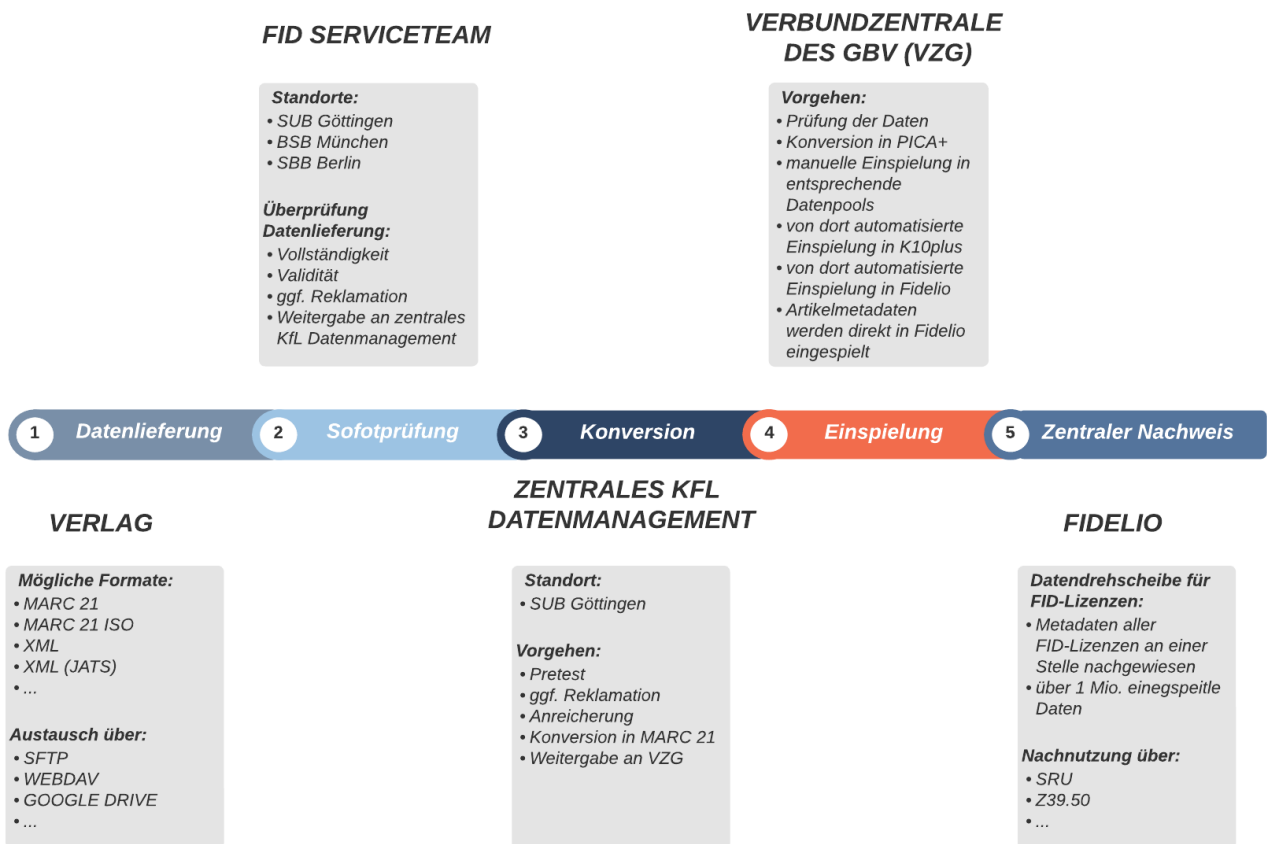 FID SERVICETEAM
Standorte:
• SUB Göttingen
• BSB München
• SBB Berlin
Überprüfung
Datenlieferung:
• Vollständigkeit
• Validität
• ggf. Reklamation
• Weitergabe an zentrales
KfL Datenmanagement
VERBUNDZENTRALE
DES GBV (VZG)
Vorgehen:
• Prüfung der Daten
• Konversion in PICA+
• manuelle Einspielung in
entsprechende
Datenpools
• von dort automatisierte
Einspielung in K10plus
• von dort automatisierte
Einspielung in Fidelio
• Artikelmetadaten
werden direkt in Fidelio
eingespielt
1 Datenlieferung 2 Sofotprüfung 3 Konversion 4 Einspielung 5 Zentraler Nachweis
VERLAG
Mögliche Formate:
• MARC 21
• MARC 21 ISO
• XML
• XML (JATS)
• ...
Austausch über:
• SFTP
• WEBDAV
• GOOGLE DRIVE
• ...
ZENTRALES KFL
DATENMANAGEMENT
Standort:
• SUB Göttingen
Vorgehen:
• Pretest
• ggf. Reklamation
• Anreicherung
• Konversion in MARC 21
• Weitergabe an VZG
FIDELIO
Datendrehscheibe für
FID-Lizenzen:
• Metadaten aller
FID-Lizenzen an einer
Stelle nachgewiesen
• über 1 Mio. einegspeitle
Daten
Nachnutzung über:
• SRU
• Z39.50
• ...